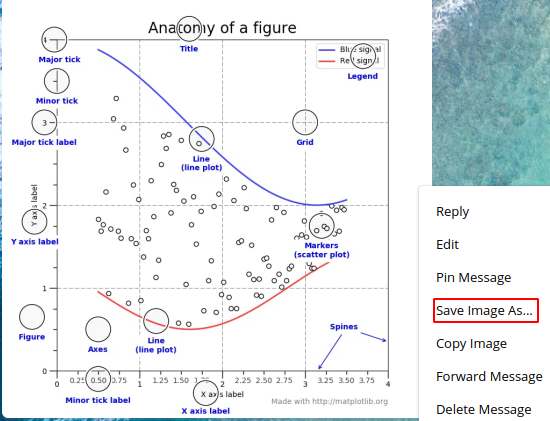 Anatomy of a figure
Title
Blue signal
Red signal
Legend
4
Major tick
Minor tick
3
Major tick label
Grid
Line
(line plot)
2
Y axis label
Y axis label
Markers
(scatter plot)
1
Figure
Axes
Line
(line plot)
Spines
0
0 0.25 0.50 0.75 1 1.25 1.50 1.75 2 2.25 2.50 2.75 3 3.25 3.50 3.75 4
Minor tick label
X axis label
X axis label
Made with http://matplotlib.org
Reply
Edit
Pin Message
Save Image As...
Copy Image
Forward Message
Delete Message